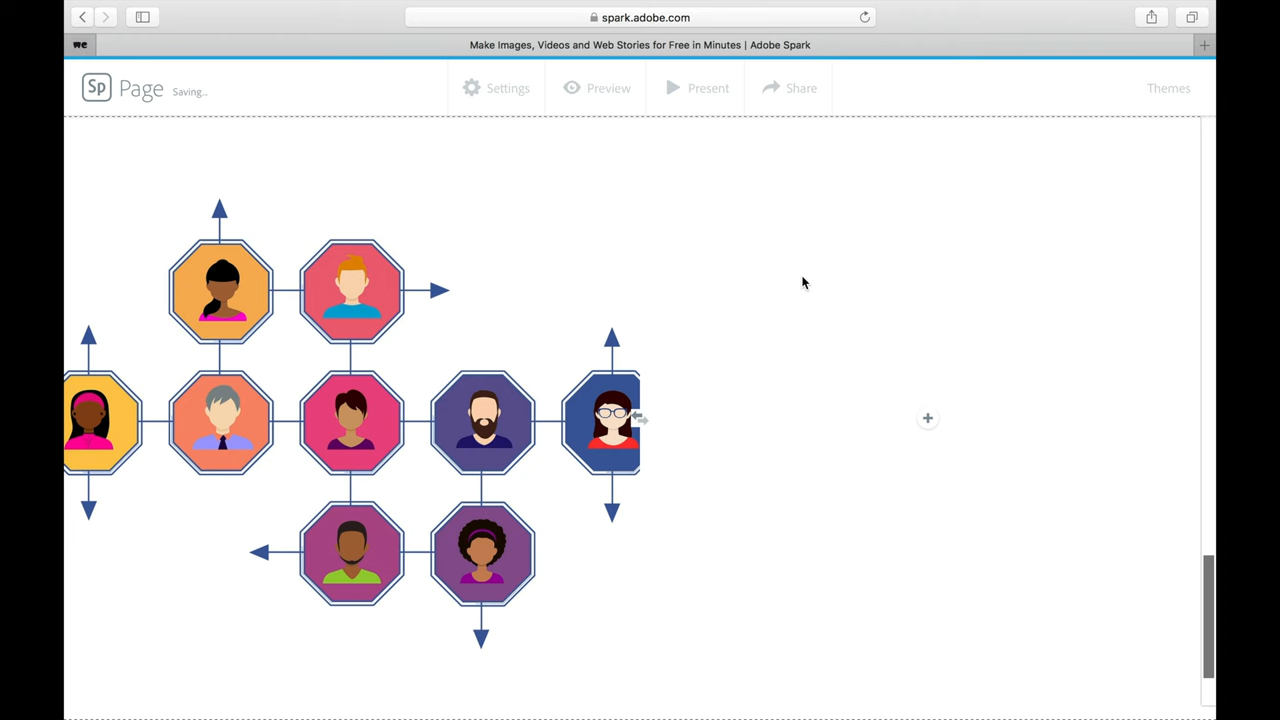 spark.adobe.com
we
Make Images, Videos and Web Stories for Free in Minutes | Adobe Spark
Sp Page Saving.. Settings Preview Present Share Themes